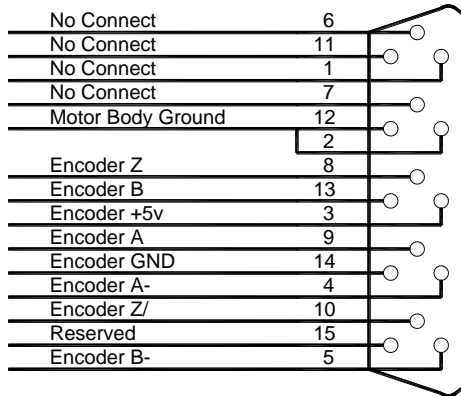 No Connect 6
No Connect 11
No Connect 1
No Connect 7
Motor Body Ground 12
2
Encoder Z 8
Encoder B 13
Encoder +5v 3
Encoder A 9
Encoder GND 14
Encoder A- 4
Encoder Z/ 10
Reserved 15
Encoder B- 5